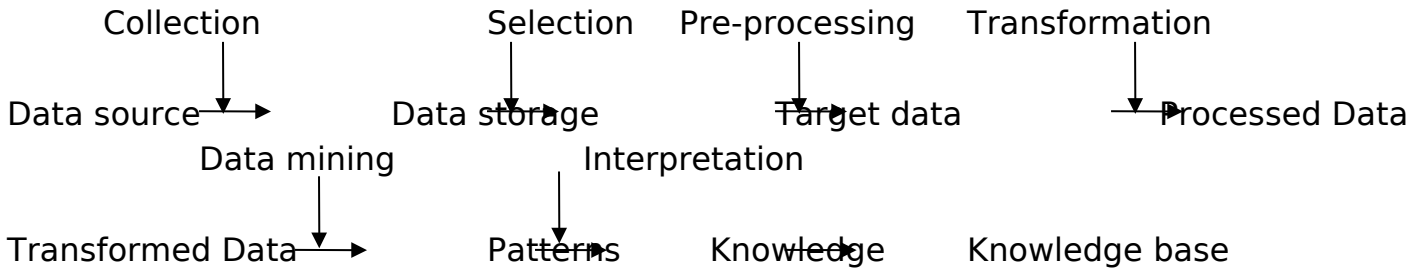 Collection Selection Pre-processing Transformation
Data source Data storage Target data Processed Data
Data mining Interpretation
Transformed Data Patterns Knowledge Knowledge base